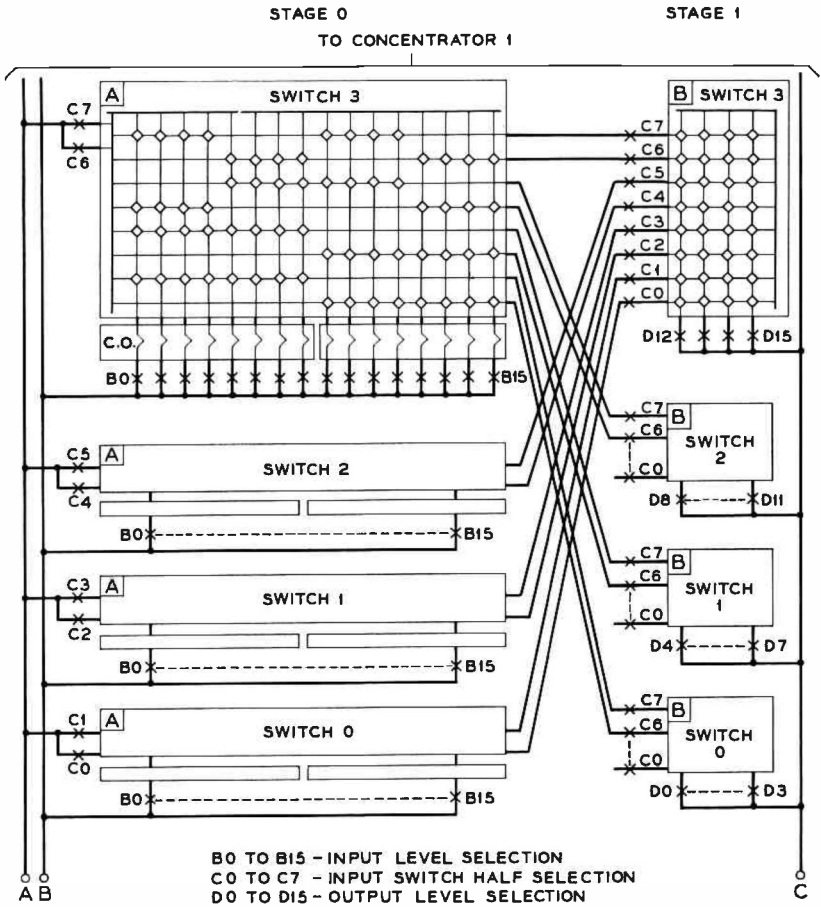 STAGE 0 STAGE 1
TO CONCENTRATOR 1
A SWITCH 3 B SWITCH 3
C7
C6
C7
C6
C5
C4
C3
C2
C1
C0
C.O.
B0 B15
D12 D15
A SWITCH 2
C5
C4
B0 B15
B SWITCH 2
C7
C6
C0
D8 D11
A SWITCH 1
C3
C2
B0 B15
B SWITCH 1
C7
C6
C0
D4 D7
A SWITCH 0
C1
C0
B0 B15
B SWITCH 0
C7
C6
C0
D0 D3
B0 TO B15 - INPUT LEVEL SELECTION
C0 TO C7 - INPUT SWITCH HALF SELECTION
D0 TO D15 - OUTPUT LEVEL SELECTION
A B C